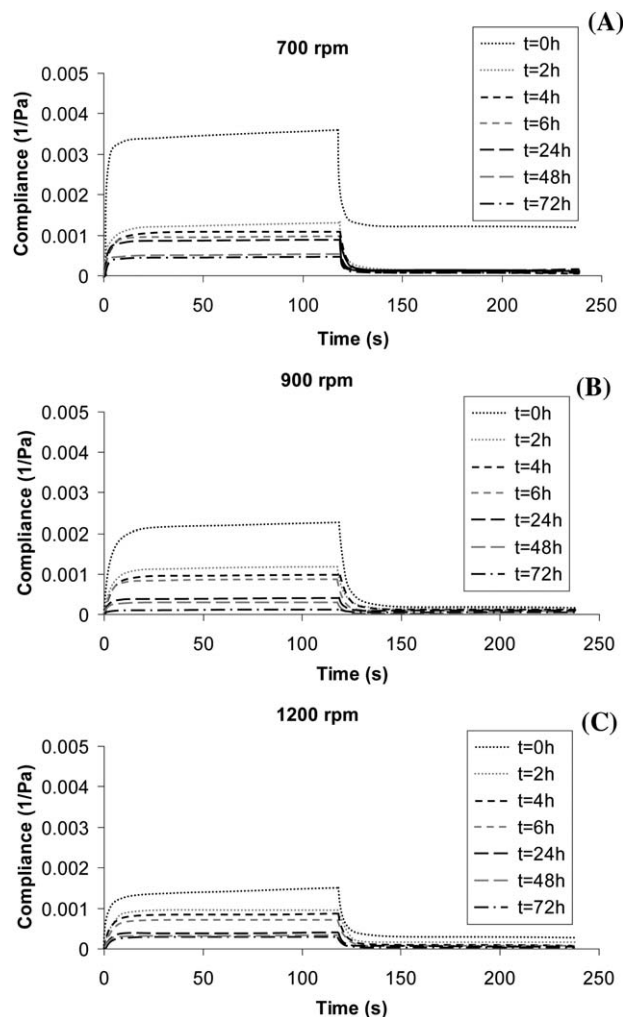 (A)
700 rpm
t=0h
t=2h
t=4h
t=6h
t=24h
t=48h
t=72h
Compliance (1/Pa)
0.005
0.004
0.003
0.002
0.001
0
0 50 100 150 200 250
Time (s)
(B)
900 rpm
t=0h
t=2h
t=4h
t=6h
t=24h
t=48h
t=72h
Compliance (1/Pa)
0.005
0.004
0.003
0.002
0.001
0
0 50 100 150 200 250
Time (s)
(C)
1200 rpm
t=0h
t=2h
t=4h
t=6h
t=24h
t=48h
t=72h
Compliance (1/Pa)
0.005
0.004
0.003
0.002
0.001
0
0 50 100 150 200 250
Time (s)